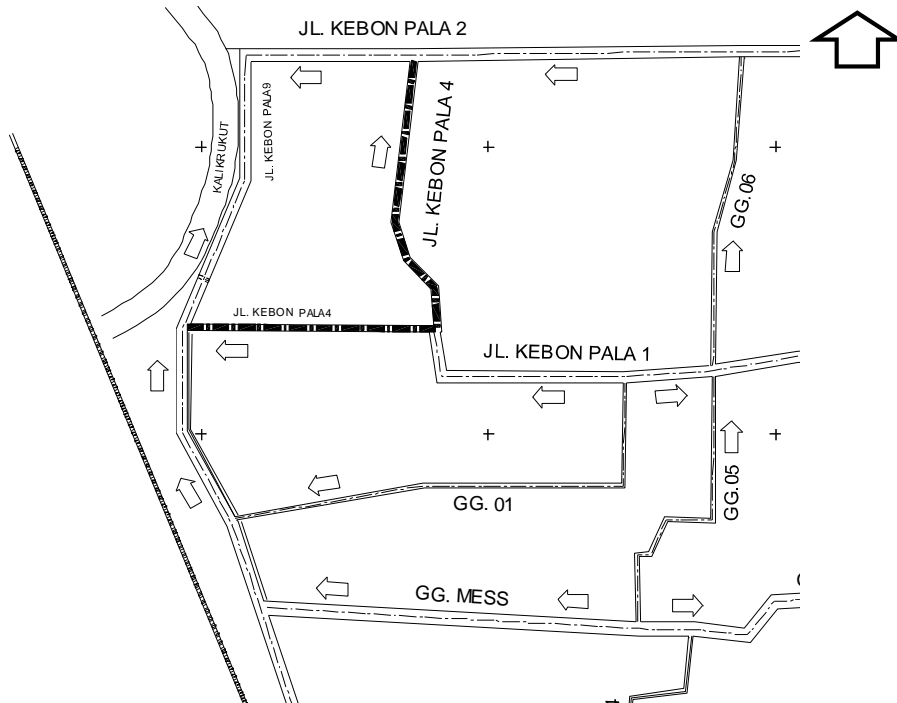 JL. KEBON PALA 2
JL. KEBON PALA9
KALI KRUKUT
JL. KEBON PALA 4
GG.06
JL. KEBON PALA4
JL. KEBON PALA 1
GG. 01
GG.05
GG. MESS